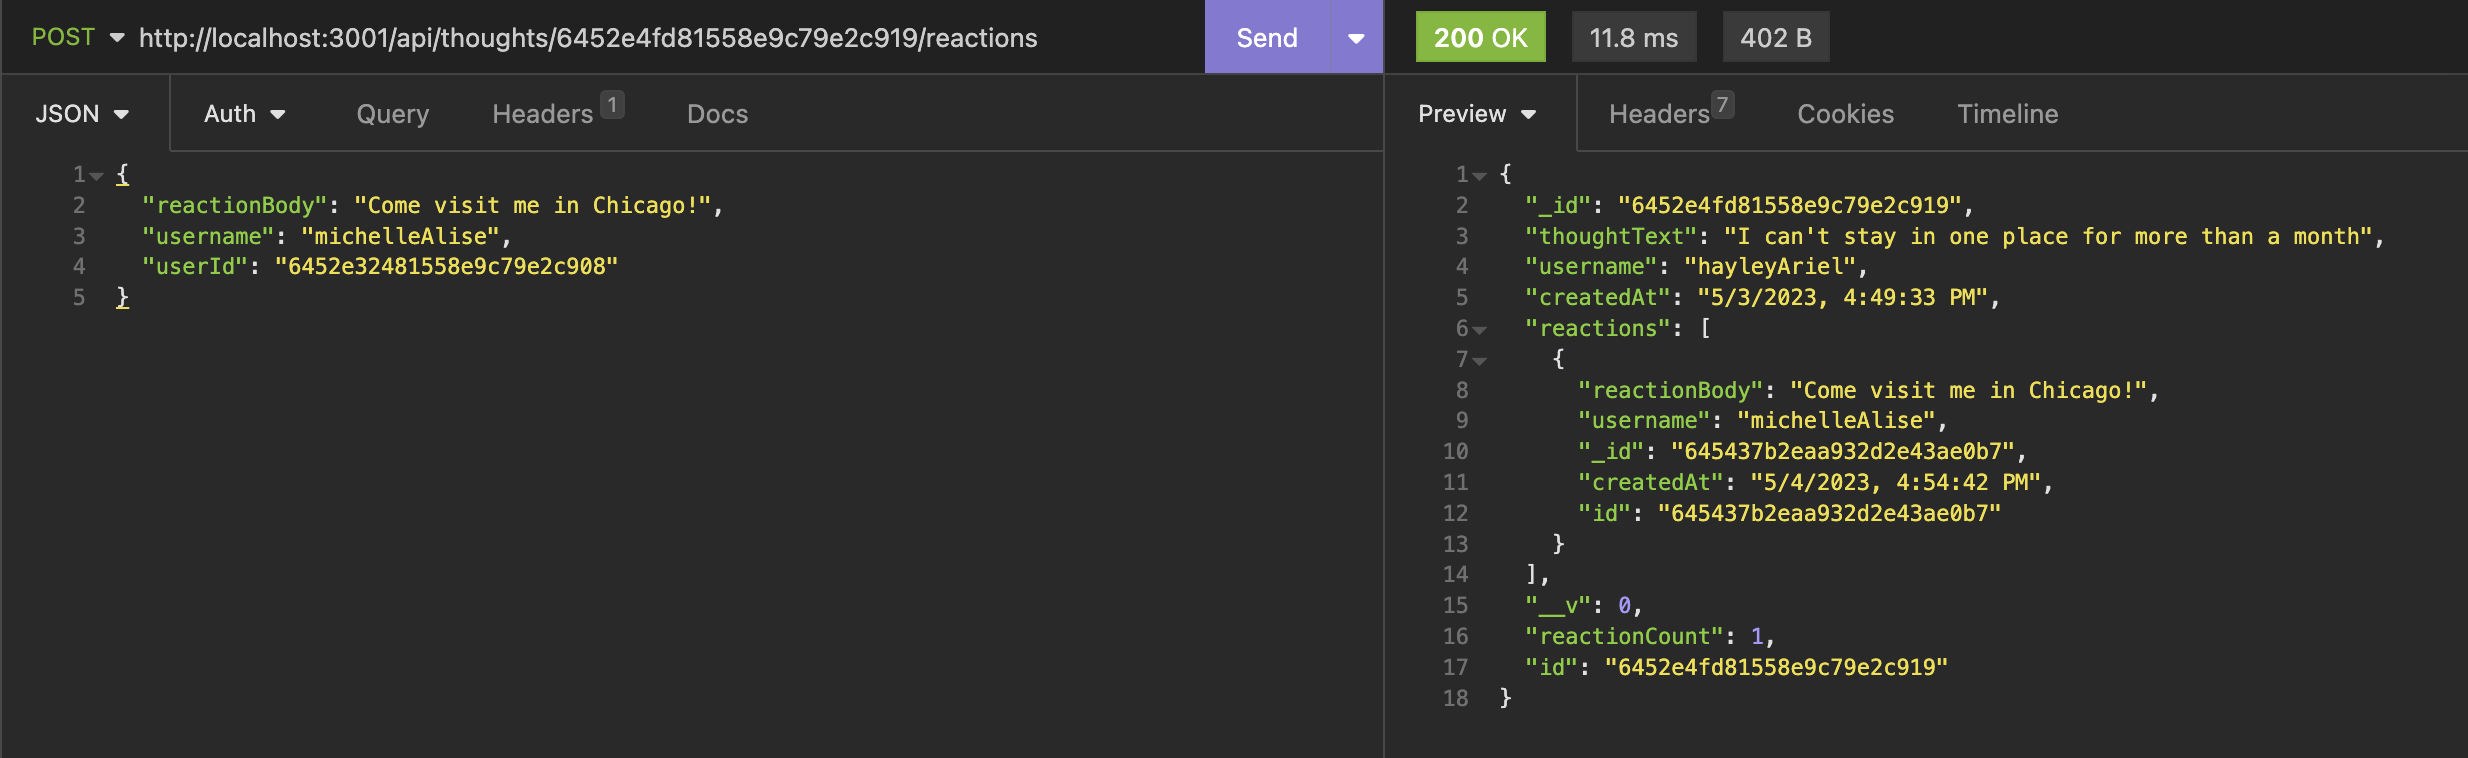 POST http://localhost:3001/api/thoughts/6452e4fd81558e9c79e2c919/reactions Send 200 OK 11.8 ms 402 B
JSON Auth Query Headers 1 Docs Preview Headers 7 Cookies Timeline
1 {
2 "reactionBody": "Come visit me in Chicago!",
3 "username": "michelleAlise",
4 "userId": "6452e32481558e9c79e2c908"
5 }
1 {
2 "_id": "6452e4fd81558e9c79e2c919",
3 "thoughtText": "I can't stay in one place for more than a month",
4 "username": "hayleyAriel",
5 "createdAt": "5/3/2023, 4:49:33 PM",
6 "reactions": [
7 {
8 "reactionBody": "Come visit me in Chicago!",
9 "username": "michelleAlise",
10 "_id": "645437b2eaa932d2e43ae0b7",
11 "createdAt": "5/4/2023, 4:54:42 PM",
12 "id": "645437b2eaa932d2e43ae0b7"
13 }
14 ],
15 "__v": 0,
16 "reactionCount": 1,
17 "id": "6452e4fd81558e9c79e2c919"
18 }